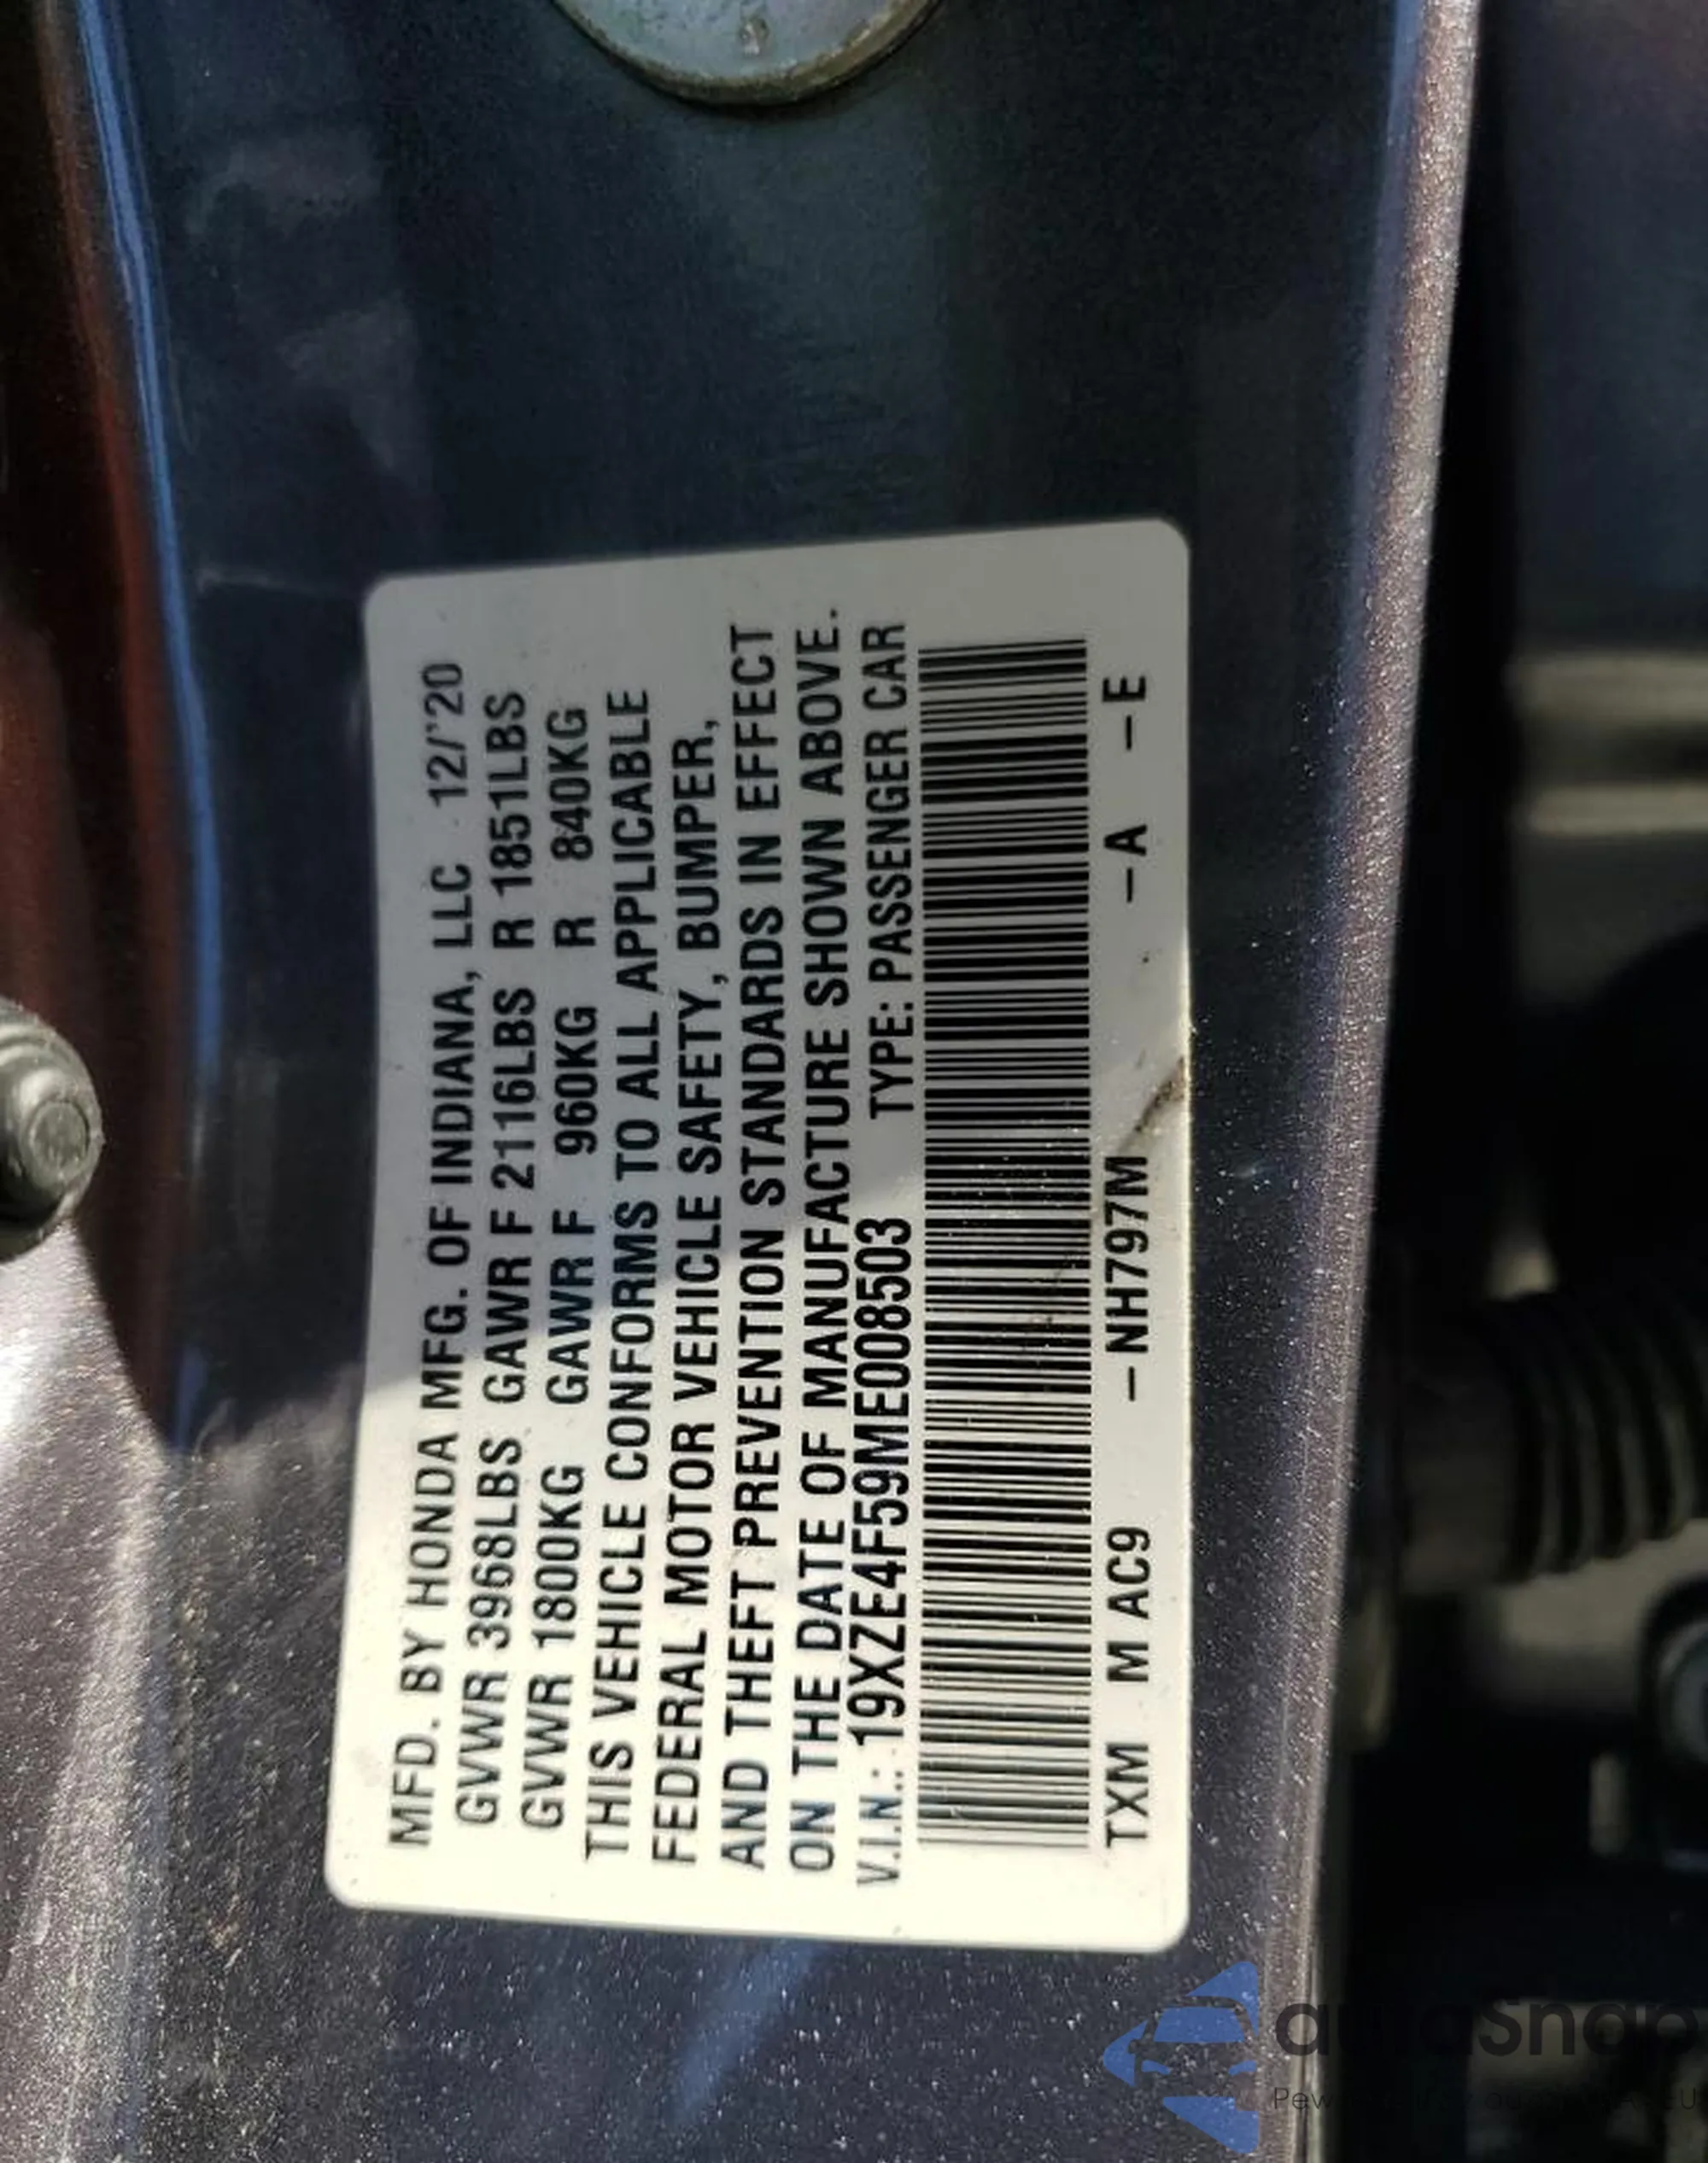 MFD. BY HONDA MFG. OF INDIANA, LLC 12/'20
GVWR 3968LBS GAWR F 2116LBS R 1851LBS
GVWR 1800KG GAWR F 960KG R 840KG
THIS VEHICLE CONFORMS TO ALL APPLICABLE
FEDERAL MOTOR VEHICLE SAFETY, BUMPER,
AND THEFT PREVENTION STANDARDS IN EFFECT
ON THE DATE OF MANUFACTURE SHOWN ABOVE.
V.I.N.: 19XZE4F59ME008503 TYPE: PASSENGER CAR
TXM M AC9 –NH797M –A –E